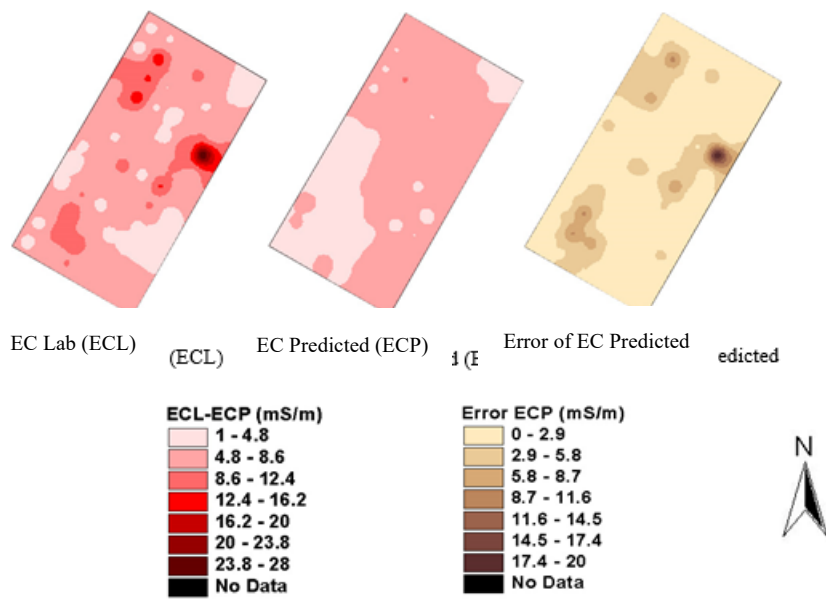 EC Lab (ECL)
(ECL)
EC Predicted (ECP)
Error of EC Predicted
edicted
ECL-ECP (mS/m)
1 - 4.8
4.8 - 8.6
8.6 - 12.4
12.4 - 16.2
16.2 - 20
20 - 23.8
23.8 - 28
No Data
Error ECP (mS/m)
0 - 2.9
2.9 - 5.8
5.8 - 8.7
8.7 - 11.6
11.6 - 14.5
14.5 - 17.4
17.4 - 20
No Data
N